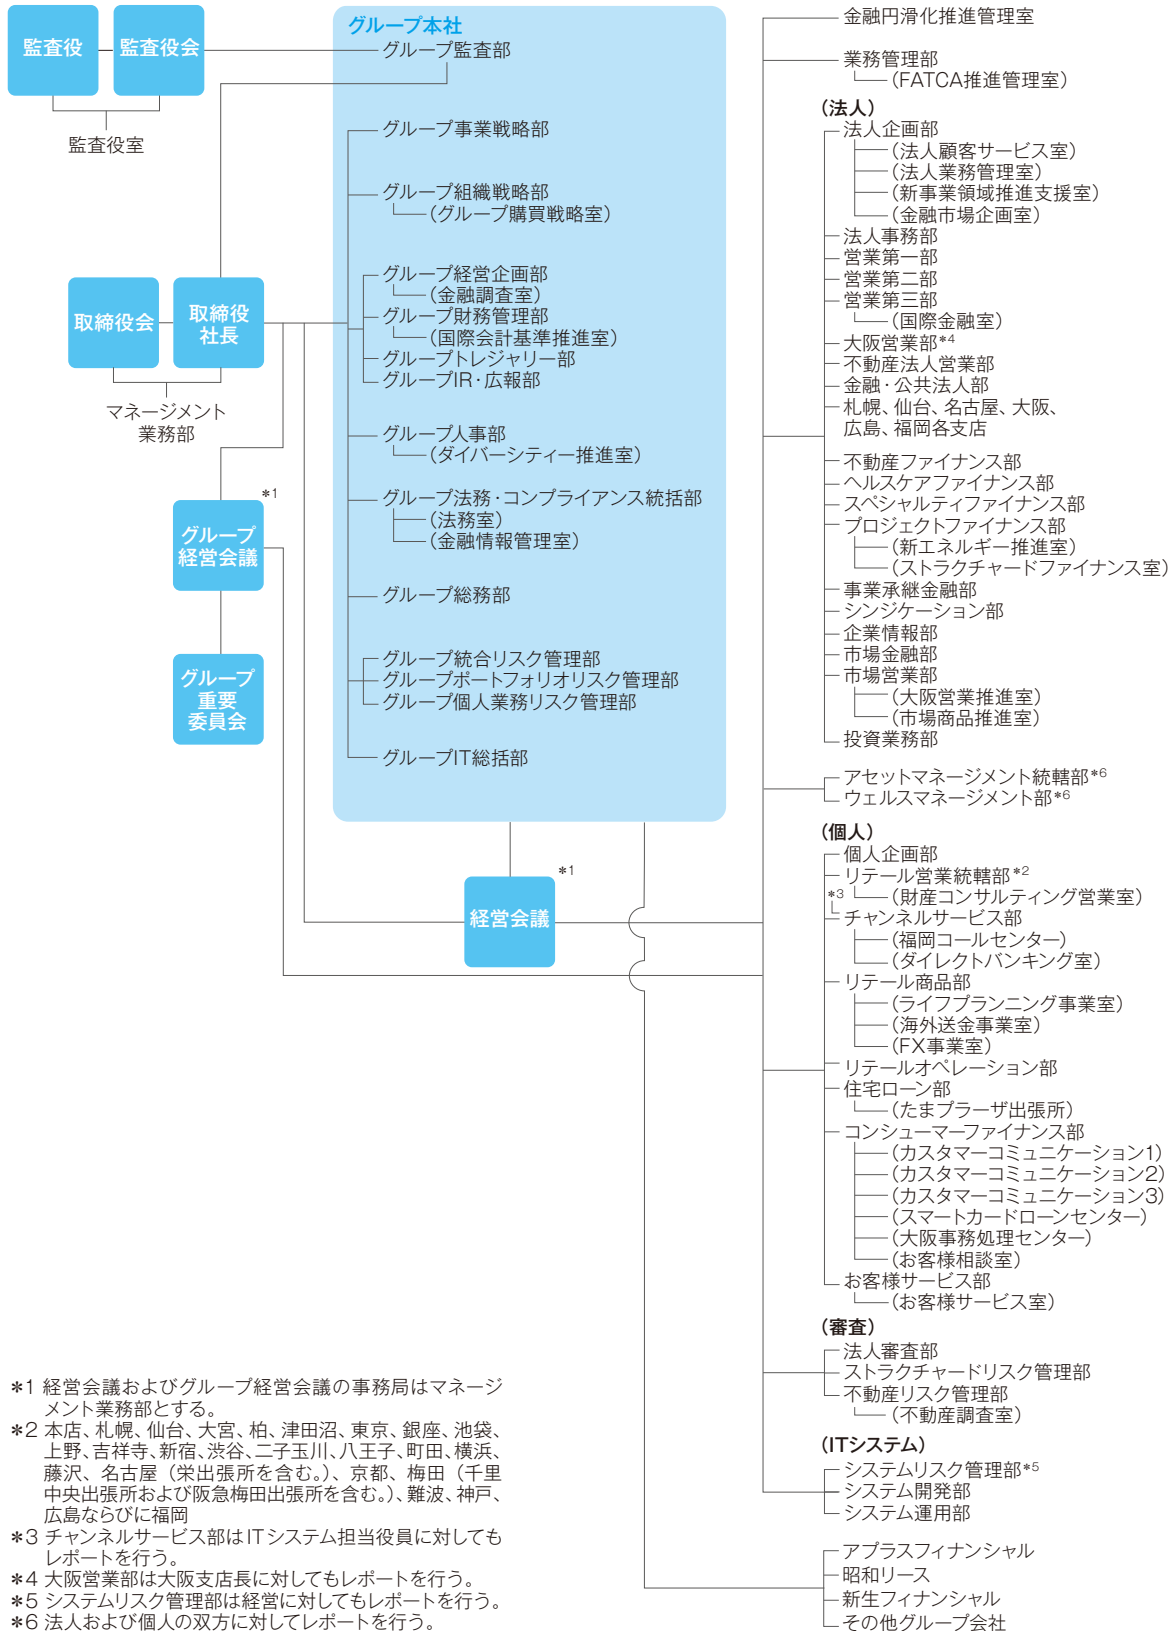 監査役
監査役会
監査役室
取締役会
取締役
社長
マネージメント
業務部
*1
グループ
経営会議
グループ
重要
委員会
グループ本社
グループ監査部
グループ事業戦略部
グループ組織戦略部
(グループ購買戦略室)
グループ経営企画部
(金融調査室)
グループ財務管理部
(国際会計基準推進室)
グループトレジャリー部
グループIR・広報部
グループ人事部
(ダイバーシティー推進室)
グループ法務・コンプライアンス統括部
(法務室)
(金融情報管理室)
グループ総務部
グループ統合リスク管理部
グループポートフォリオリスク管理部
グループ個人業務リスク管理部
グループIT総括部
*1
経営会議
金融円滑化推進管理室
業務管理部
(FATCA推進管理室)
(法人)
法人企画部
(法人顧客サービス室)
(法人業務管理室)
(新事業領域推進支援室)
(金融市場企画室)
法人事務部
営業第一部
営業第二部
営業第三部
(国際金融室)
大阪営業部*4
不動産法人営業部
金融・公共法人部
札幌、仙台、名古屋、大阪、
広島、福岡各支店
不動産ファイナンス部
ヘルスケアファイナンス部
スペシャルティファイナンス部
プロジェクトファイナンス部
(新エネルギー推進室)
(ストラクチャードファイナンス室)
事業承継金融部
シンジケーション部
企業情報部
市場金融部
市場営業部
(大阪営業推進室)
(市場商品推進室)
投資業務部
アセットマネージメント統轄部*6
ウェルスマネージメント部*6
(個人)
個人企画部
リテール営業統轄部*2
(財産コンサルティング営業室)
*3
チャンネルサービス部
(福岡コールセンター)
(ダイレクトバンキング室)
リテール商品部
(ライフプランニング事業室)
(海外送金事業室)
(FX事業室)
リテールオペレーション部
住宅ローン部
(たまプラーザ出張所)
コンシューマーファイナンス部
(カスタマーコミュニケーション1)
(カスタマーコミュニケーション2)
(カスタマーコミュニケーション3)
(スマートカードローンセンター)
(大阪事務処理センター)
(お客様相談室)
お客様サービス部
(お客様サービス室)
(審査)
法人審査部
ストラクチャードリスク管理部
不動産リスク管理部
(不動産調査室)
(ITシステム)
システムリスク管理部*5
システム開発部
システム運用部
アプラスフィナンシャル
昭和リース
新生フィナンシャル
その他グループ会社
*1 経営会議およびグループ経営会議の事務局はマネージ
メント業務部とする。
*2 本店、札幌、仙台、大宮、柏、津田沼、東京、銀座、池袋、
上野、吉祥寺、新宿、渋谷、二子玉川、八王子、町田、横浜、
藤沢、名古屋(栄出張所を含む。)、京都、梅田(千里
中央出張所および阪急梅田出張所を含む。)、難波、神戸、
広島ならびに福岡
*3 チャンネルサービス部はITシステム担当役員に対しても
レポートを行う。
*4 大阪営業部は大阪支店長に対してもレポートを行う。
*5 システムリスク管理部は経営に対してもレポートを行う。
*6 法人および個人の双方に対してレポートを行う。